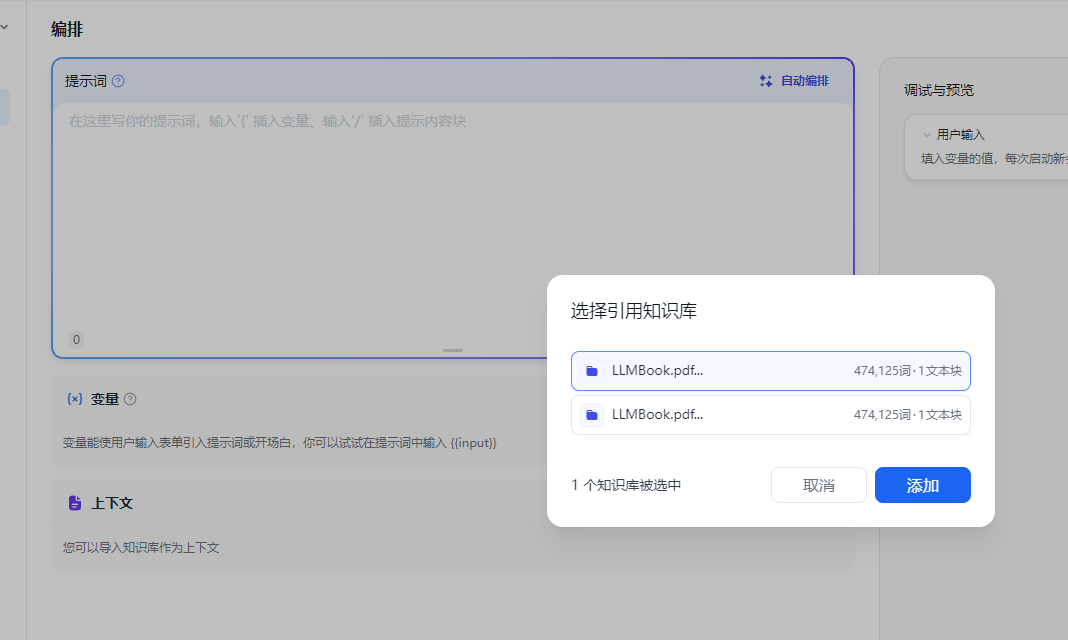 编排
提示词
自动编排
在这里写你的提示词，输入'{' 插入变量、输入'/' 插入提示内容块
0
变量
变量能使用户输入表单引入提示词或开场白，你可以试试在提示词中输入 {{input}}
上下文
您可以导入知识库作为上下文
调试与预览
用户输入
填入变量的值，每次启动新
选择引用知识库
LLMBook.pdf... 474,125词 · 1文本块
LLMBook.pdf... 474,125词 · 1文本块
1 个知识库被选中
取消
添加